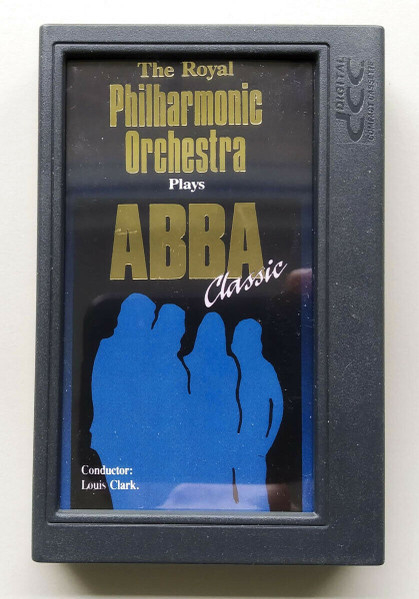 The Royal
Philharmonic
Orchestra
Plays
ABBA
Classic
Conductor:
Louis Clark.
DIGITAL
dcc
COMPACT CASSETTE